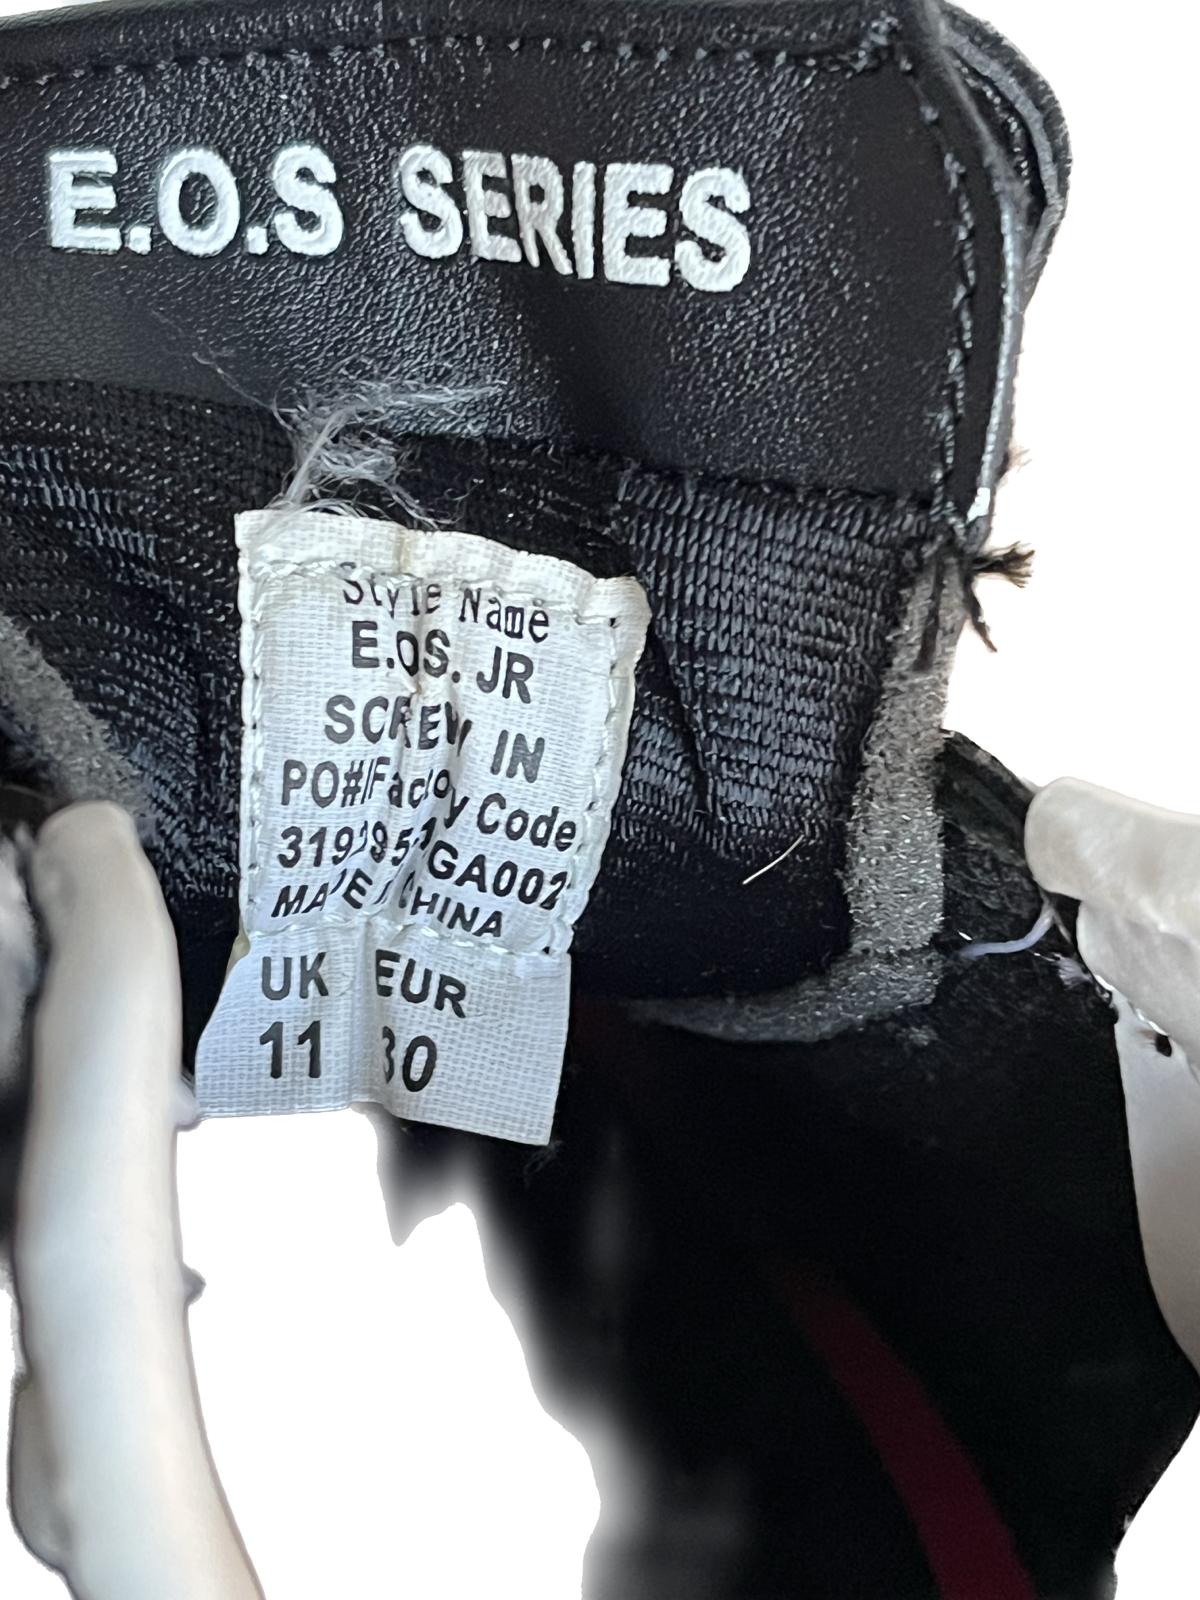 E.O.S SERIES
Style Name
E.OS. JR
SCREW IN
PO#/Factory Code
MADE IN CHINA
UK EUR
11 30